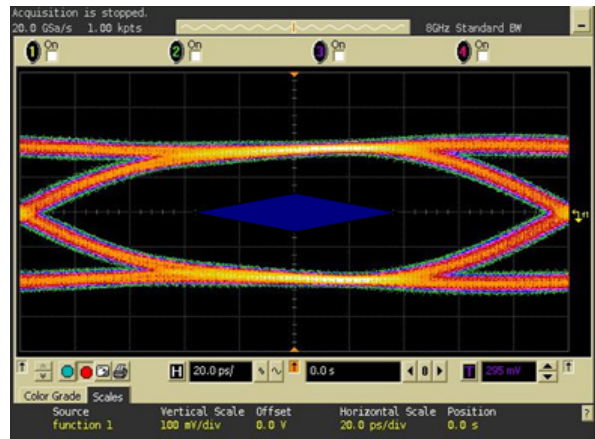 Acquisition is stopped.
20.0 GSa/s 1.00 kpts
8GHz Standard BW
1 On
2 On
3 On
4 On
f1
H 20.0 ps/
0.0 s
0
T 295 mV
Color Grade Scales
Source Vertical Scale Offset Horizontal Scale Position
function 1 100 mV/div 0.0 V 20.0 ps/div 0.0 s
?